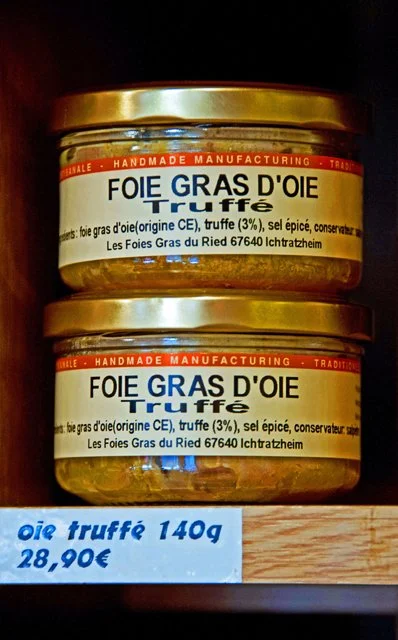 - HANDMADE MANUFACTURING -
FOIE GRAS D'OIE
Truffé
foie gras d'oie(origine CE), truffe (3%), sel épicé, conservateur:
Les Foies Gras du Ried 67640 Ichtratzheim
- HANDMADE MANUFACTURING -
FOIE GRAS D'OIE
Truffé
foie gras d'oie(origine CE), truffe (3%), sel épicé, conservateur:
Les Foies Gras du Ried 67640 Ichtratzheim
oie truffé 140g
28,90€